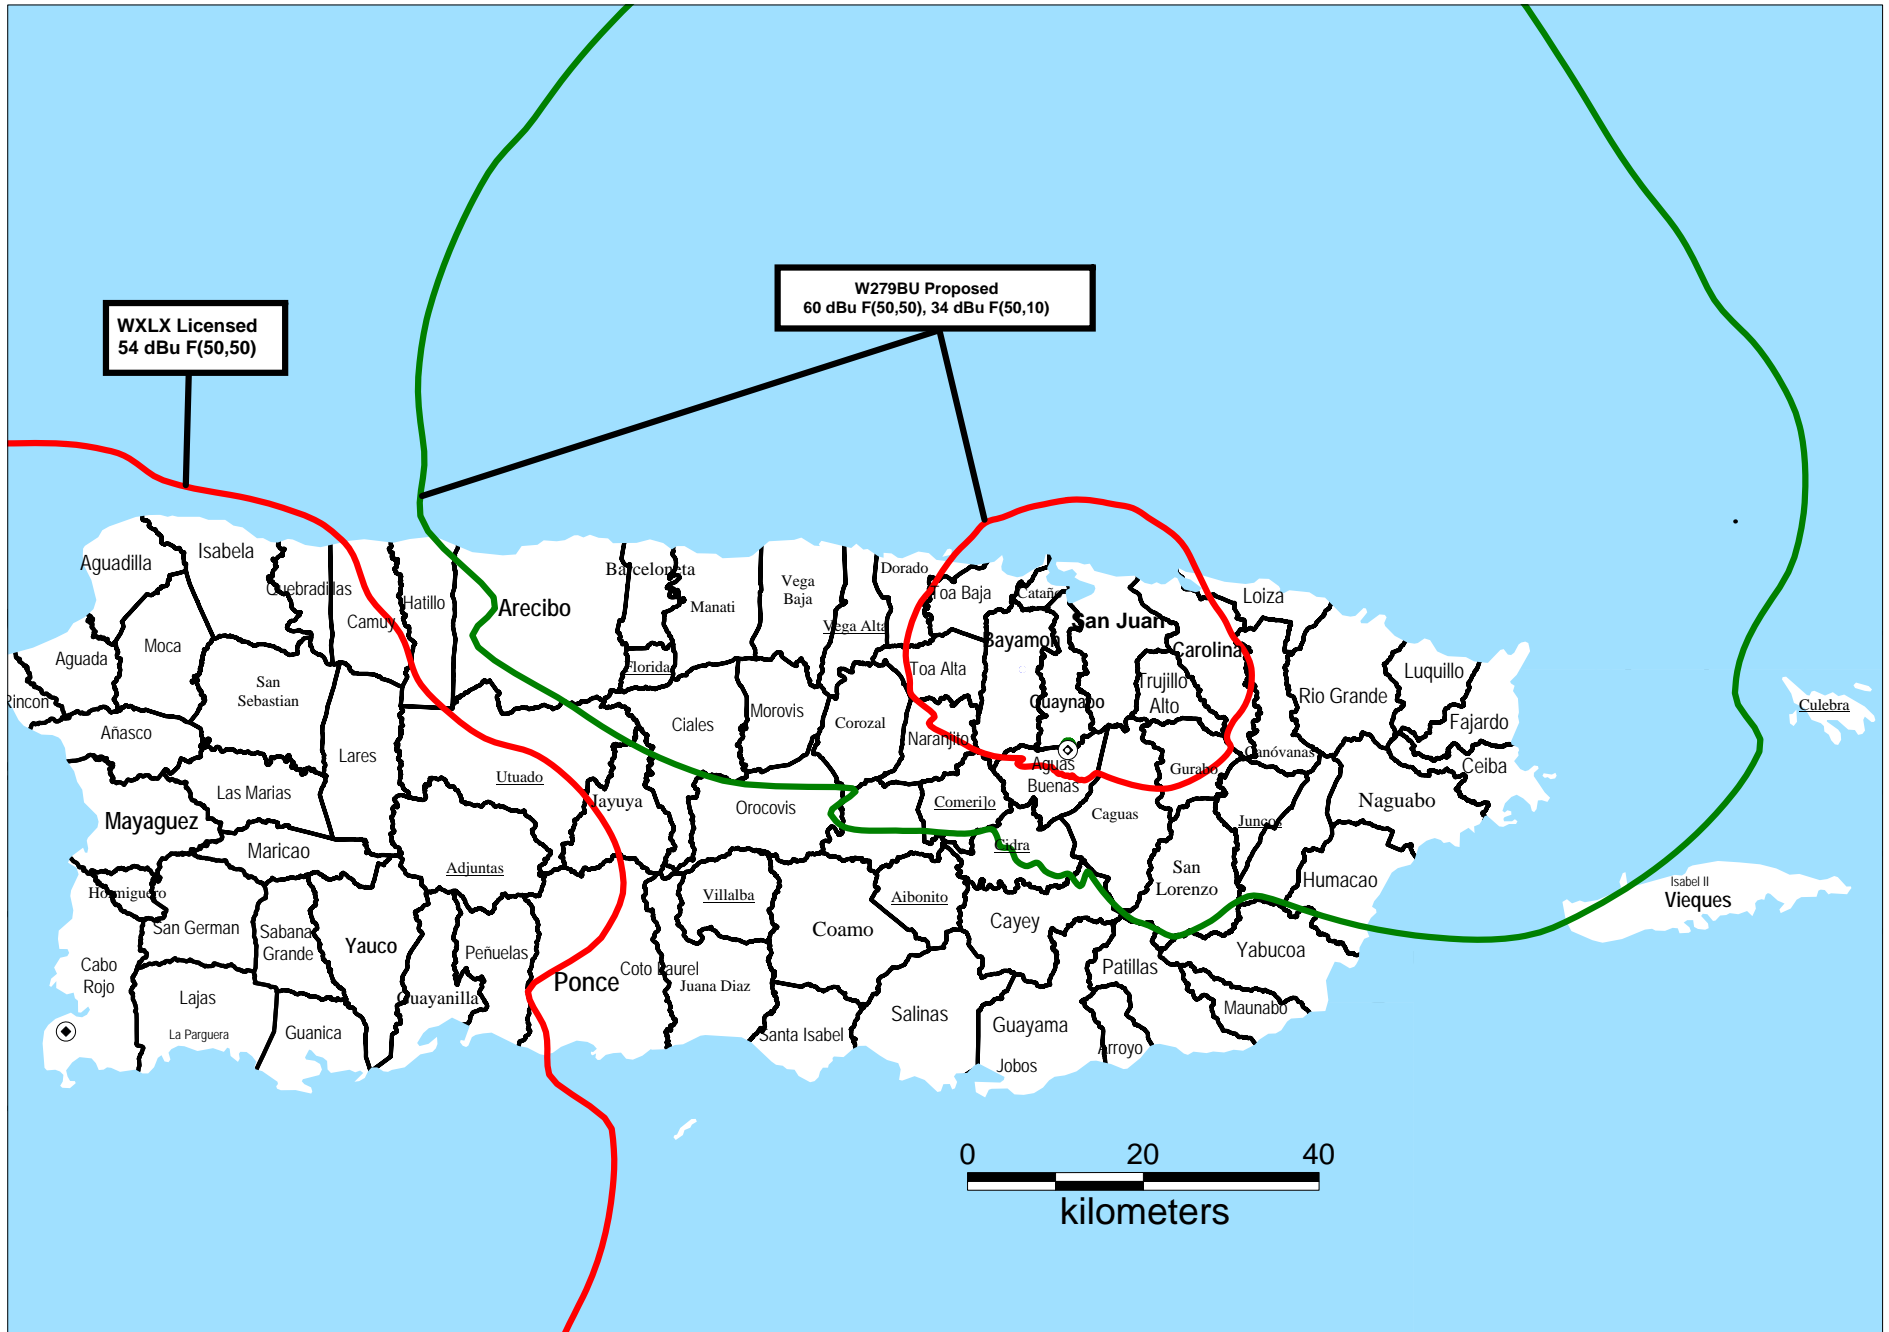 W279BU Proposed
60 dBu F(50,50), 34 dBu F(50,10)
WXLX Licensed
54 dBu F(50,50)
Aguadilla
Isabela
Quebradillas
Camuy
Hatillo
Arecibo
Barceloneta
Manati
Vega
Baja
Vega Alta
Dorado
Toa Baja
Cataño
San Juan
Bayamon
Carolina
Loiza
Moca
Aguada
Rincon
San
Sebastian
Lares
Florida
Ciales
Morovis
Corozal
Toa Alta
Naranjito
Guaynabo
Trujillo
Alto
Rio Grande
Luquillo
Fajardo
Culebra
Añasco
Las Marias
Mayaguez
Maricao
Utuado
Adjuntas
Jayuya
Orocovis
Comerilo
Aguas
Buenas
Gurabo
Canóvanas
Ceiba
Naguabo
Caguas
Juncos
Cidra
San
Lorenzo
Humacao
Isabel II
Vieques
Hormiguero
San German
Sabana
Grande
Yauco
Peñuelas
Guayanilla
Ponce
Coto Laurel
Juana Diaz
Villalba
Coamo
Aibonito
Cayey
Yabucoa
Patillas
Maunabo
Cabo
Rojo
Lajas
La Parguera
Guanica
Santa Isabel
Salinas
Guayama
Jobos
Arroyo
0 20 40
kilometers